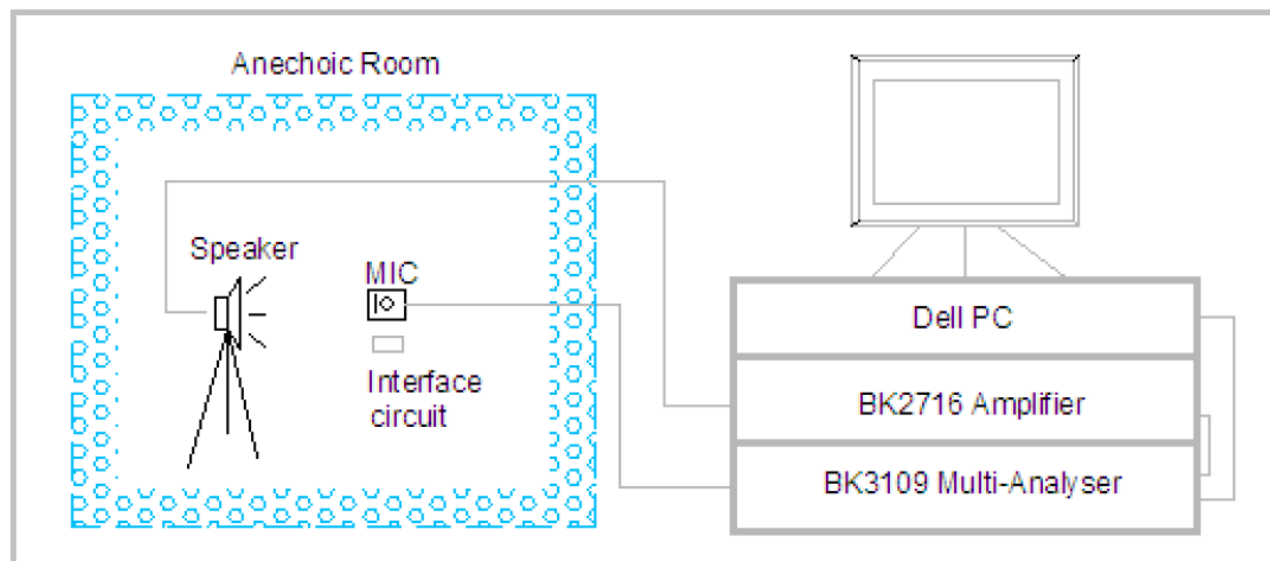 Anechoic Room
Speaker
MIC
Interface
circuit
Dell PC
BK2716 Amplifier
BK3109 Multi-Analyser